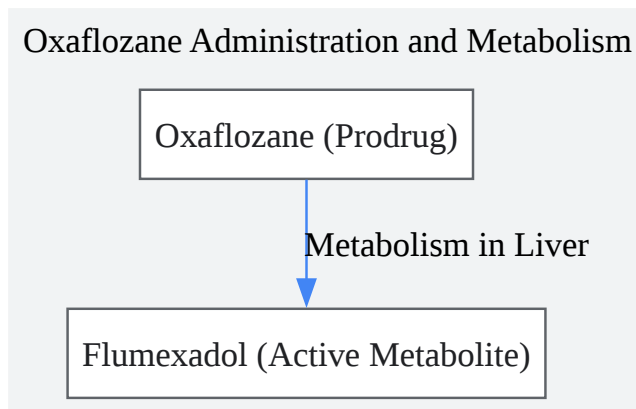 Oxaflozane Administration and Metabolism
Oxaflozane (Prodrug)
Metabolism in Liver
Flumexadol (Active Metabolite)